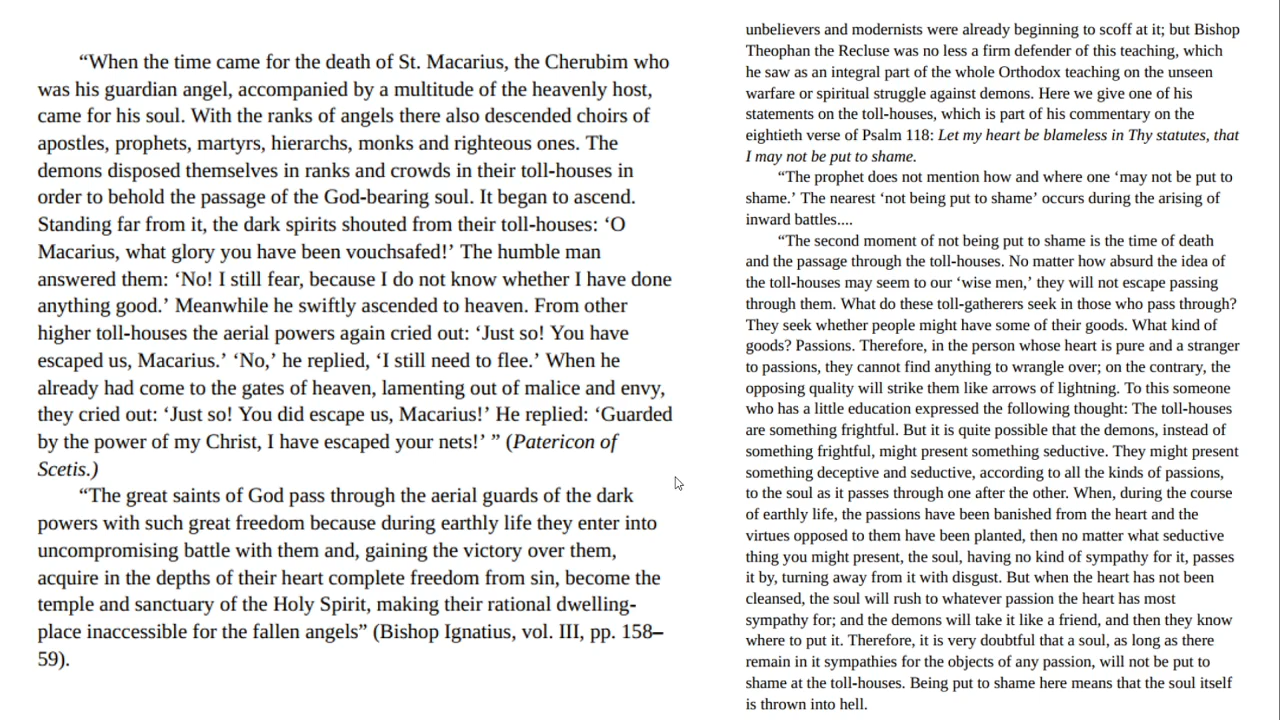 “When the time came for the death of St. Macarius, the Cherubim who
was his guardian angel, accompanied by a multitude of the heavenly host,
came for his soul. With the ranks of angels there also descended choirs of
apostles, prophets, martyrs, hierarchs, monks and righteous ones. The
demons disposed themselves in ranks and crowds in their toll-houses in
order to behold the passage of the God-bearing soul. It began to ascend.
Standing far from it, the dark spirits shouted from their toll-houses: ‘O
Macarius, what glory you have been vouchsafed!’ The humble man
answered them: ‘No! I still fear, because I do not know whether I have done
anything good.’ Meanwhile he swiftly ascended to heaven. From other
higher toll-houses the aerial powers again cried out: ‘Just so! You have
escaped us, Macarius.’ ‘No,’ he replied, ‘I still need to flee.’ When he
already had come to the gates of heaven, lamenting out of malice and envy,
they cried out: ‘Just so! You did escape us, Macarius!’ He replied: ‘Guarded
by the power of my Christ, I have escaped your nets!’ ” (Patericon of
Scetis.)
“The great saints of God pass through the aerial guards of the dark
powers with such great freedom because during earthly life they enter into
uncompromising battle with them and, gaining the victory over them,
acquire in the depths of their heart complete freedom from sin, become the
temple and sanctuary of the Holy Spirit, making their rational dwelling-
place inaccessible for the fallen angels” (Bishop Ignatius, vol. III, pp. 158–
59).
unbelievers and modernists were already beginning to scoff at it; but Bishop
Theophan the Recluse was no less a firm defender of this teaching, which
he saw as an integral part of the whole Orthodox teaching on the unseen
warfare or spiritual struggle against demons. Here we give one of his
statements on the toll-houses, which is part of his commentary on the
eightieth verse of Psalm 118: Let my heart be blameless in Thy statutes, that
I may not be put to shame.
“The prophet does not mention how and where one ‘may not be put to
shame.’ The nearest ‘not being put to shame’ occurs during the arising of
inward battles....
“The second moment of not being put to shame is the time of death
and the passage through the toll-houses. No matter how absurd the idea of
the toll-houses may seem to our ‘wise men,’ they will not escape passing
through them. What do these toll-gatherers seek in those who pass through?
They seek whether people might have some of their goods. What kind of
goods? Passions. Therefore, in the person whose heart is pure and a stranger
to passions, they cannot find anything to wrangle over; on the contrary, the
opposing quality will strike them like arrows of lightning. To this someone
who has a little education expressed the following thought: The toll-houses
are something frightful. But it is quite possible that the demons, instead of
something frightful, might present something seductive. They might present
something deceptive and seductive, according to all the kinds of passions,
to the soul as it passes through one after the other. When, during the course
of earthly life, the passions have been banished from the heart and the
virtues opposed to them have been planted, then no matter what seductive
thing you might present, the soul, having no kind of sympathy for it, passes
it by, turning away from it with disgust. But when the heart has not been
cleansed, the soul will rush to whatever passion the heart has most
sympathy for; and the demons will take it like a friend, and then they know
where to put it. Therefore, it is very doubtful that a soul, as long as there
remain in it sympathies for the objects of any passion, will not be put to
shame at the toll-houses. Being put to shame here means that the soul itself
is thrown into hell.